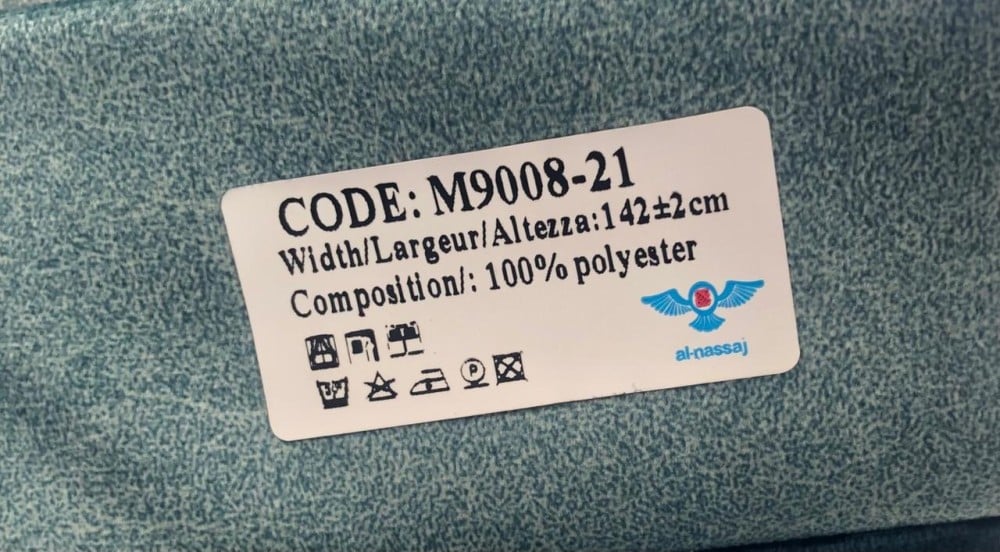 CODE: M9008-21
Width/Largeur/Altezza:142±2cm
Composition/: 100% polyester
al-nassaj
P